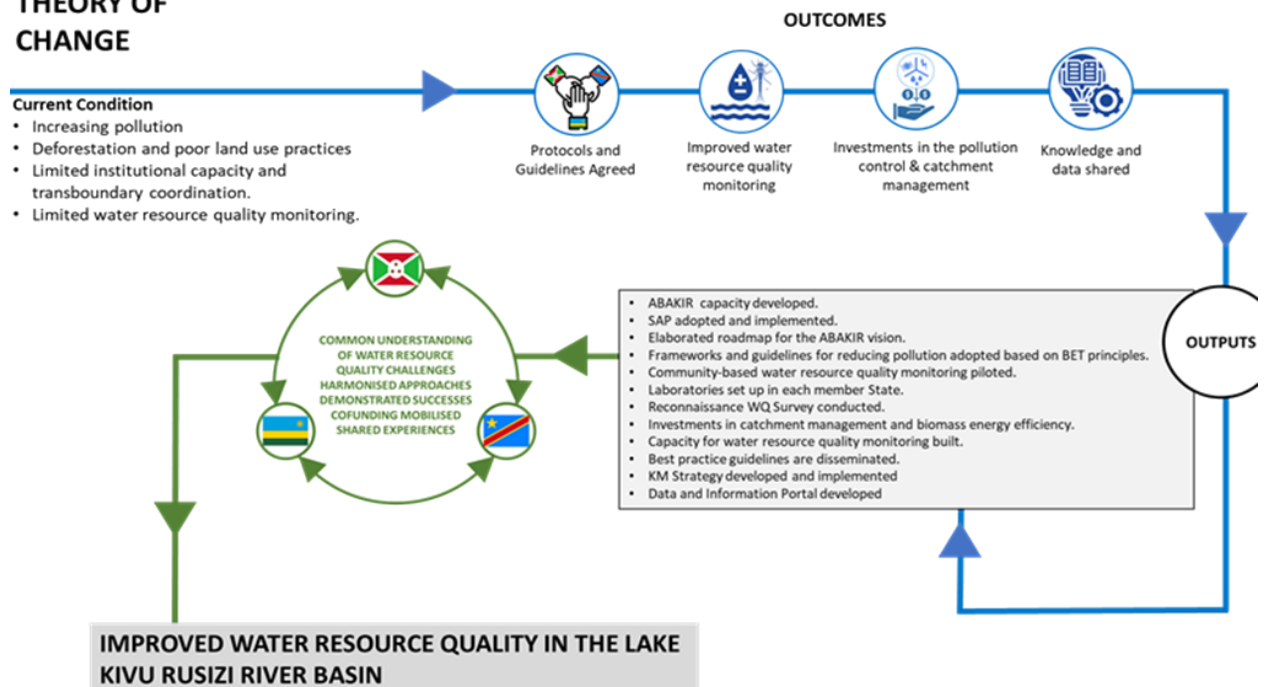 THEORY OF
CHANGE
OUTCOMES
Current Condition
• Increasing pollution
• Deforestation and poor land use practices
• Limited institutional capacity and
transboundary coordination.
• Limited water resource quality monitoring.
Protocols and
Guidelines Agreed
Improved water
resource quality
monitoring
Investments in the pollution
control & catchment
management
Knowledge and
data shared
OUTPUTS
• ABAKIR capacity developed.
• SAP adopted and implemented.
• Elaborated roadmap for the ABAKIR vision.
• Frameworks and guidelines for reducing pollution adopted based on BET principles.
• Community-based water resource quality monitoring piloted.
• Laboratories set up in each member State.
• Reconnaissance WQ Survey conducted.
• Investments in catchment management and biomass energy efficiency.
• Capacity for water resource quality monitoring built.
• Best practice guidelines are disseminated.
• KM Strategy developed and implemented
• Data and Information Portal developed
COMMON UNDERSTANDING
OF WATER RESOURCE
QUALITY CHALLENGES
HARMONISED APPROACHES
DEMONSTRATED SUCCESSES
COFUNDING MOBILISED
SHARED EXPERIENCES
IMPROVED WATER RESOURCE QUALITY IN THE LAKE
KIVU RUSIZI RIVER BASIN